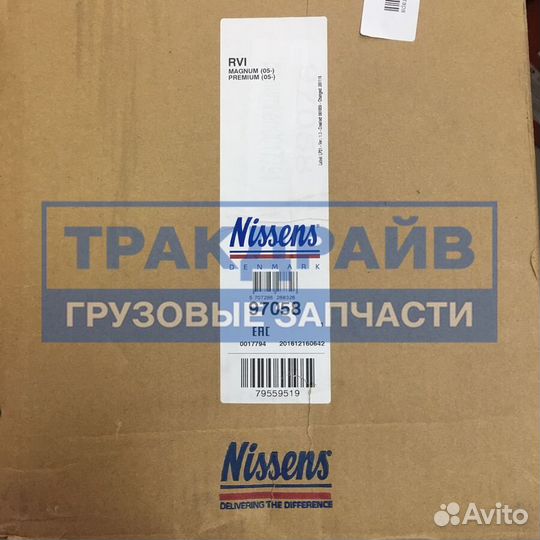 RVI
MAGNUM (05-)
PREMIUM (05-)
Nissens
DENMARK
ТРАКДРАЙВ
ГРУЗОВЫЕ ЗАПЧАСТИ
97053
EAC
0017794 201612160642
79559519
Nissens
DELIVERING THE DIFFERENCE
Avito